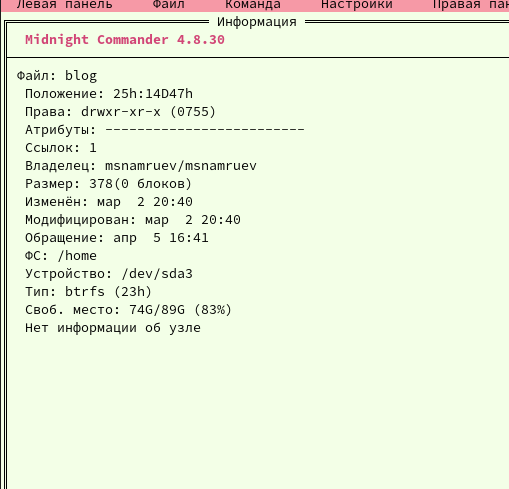 Левая панель Файл Команда Настройки Правая пан
Информация
Midnight Commander 4.8.30
Файл: blog
Положение: 25h:14D47h
Права: drwxr-xr-x (0755)
Атрибуты: -------------------------
Ссылок: 1
Владелец: msnamruev/msnamruev
Размер: 378(0 блоков)
Изменён: мар  2 20:40
Модифицирован: мар  2 20:40
Обращение: апр  5 16:41
ФС: /home
Устройство: /dev/sda3
Тип: btrfs (23h)
Своб. место: 74G/89G (83%)
Нет информации об узле